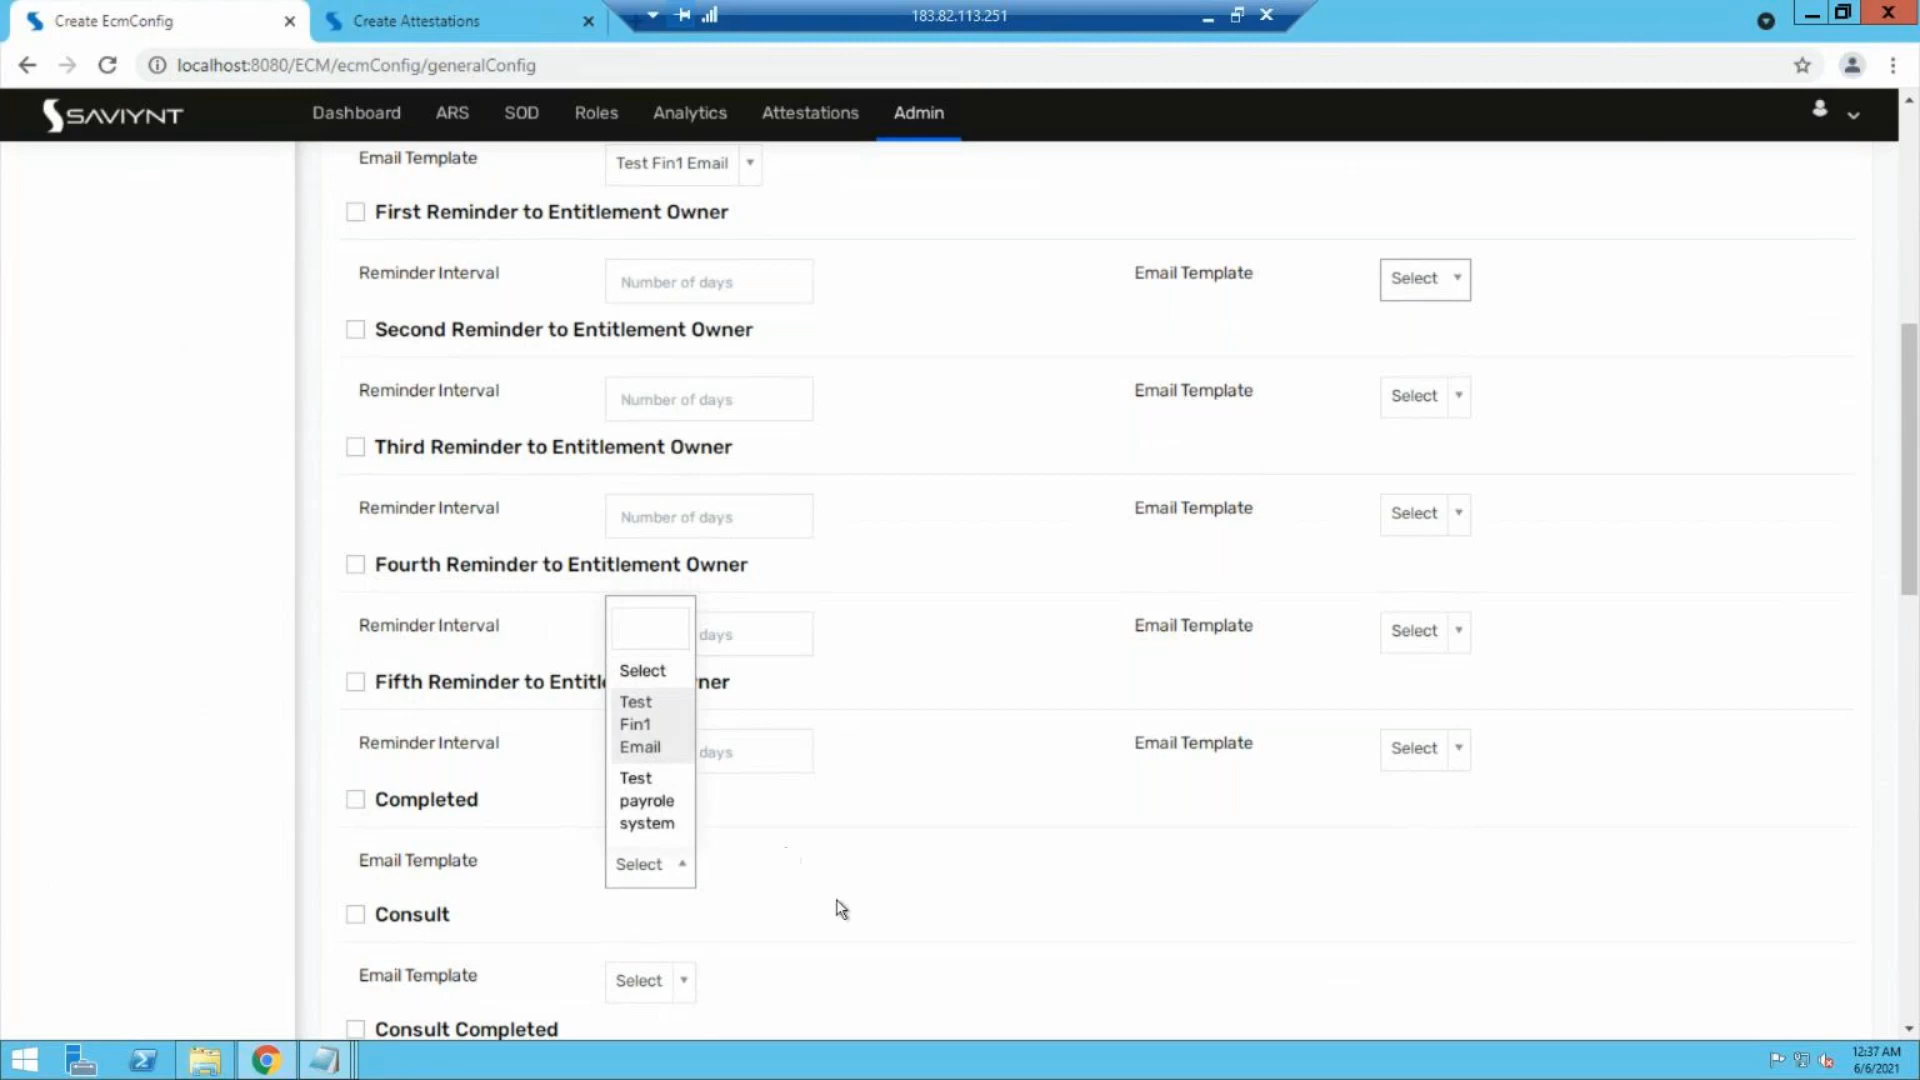 Create EcmConfig
Create Attestations
183.82.113.251
localhost:8080/ECM/ecmConfig/generalConfig
SAVIYNT
Dashboard
ARS
SOD
Roles
Analytics
Attestations
Admin
Email Template
Test Fin1 Email
First Reminder to Entitlement Owner
Reminder Interval
Number of days
Email Template
Select
Second Reminder to Entitlement Owner
Reminder Interval
Number of days
Email Template
Select
Third Reminder to Entitlement Owner
Reminder Interval
Number of days
Email Template
Select
Fourth Reminder to Entitlement Owner
Reminder Interval
days
Email Template
Select
Select
Fifth Reminder to Entitl
ner
Test
Fin1
Email
Reminder Interval
days
Email Template
Select
Test
payrole
system
Completed
Email Template
Select
Consult
Email Template
Select
Consult Completed
12:37 AM
6/6/2021